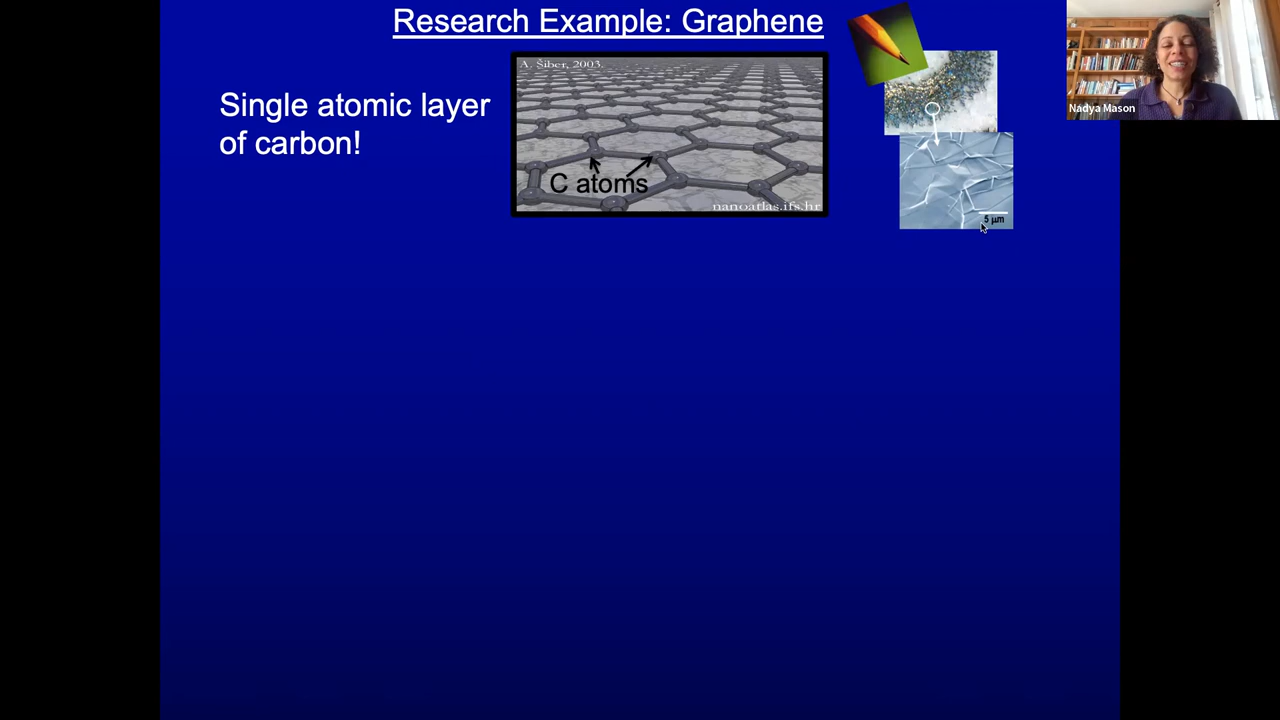 Research Example: Graphene
A. Šiber, 2003.
Single atomic layer
of carbon!
C atoms
nanoatlas.ifs.hr
5 µm
Nadya Mason